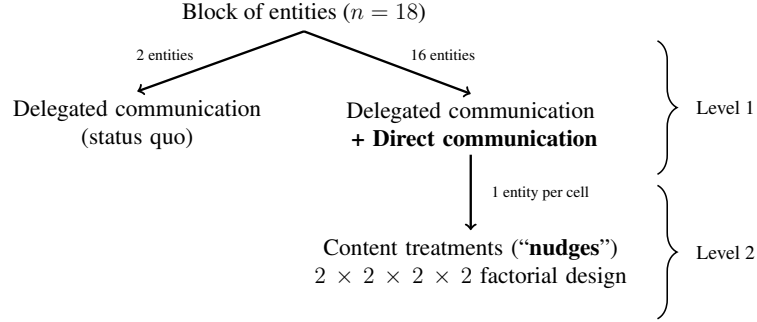 Block of entities (n = 18)
2 entities
16 entities
Delegated communication
(status quo)
Delegated communication
+ Direct communication
Level 1
1 entity per cell
Content treatments (“nudges”)
2 × 2 × 2 × 2 factorial design
Level 2